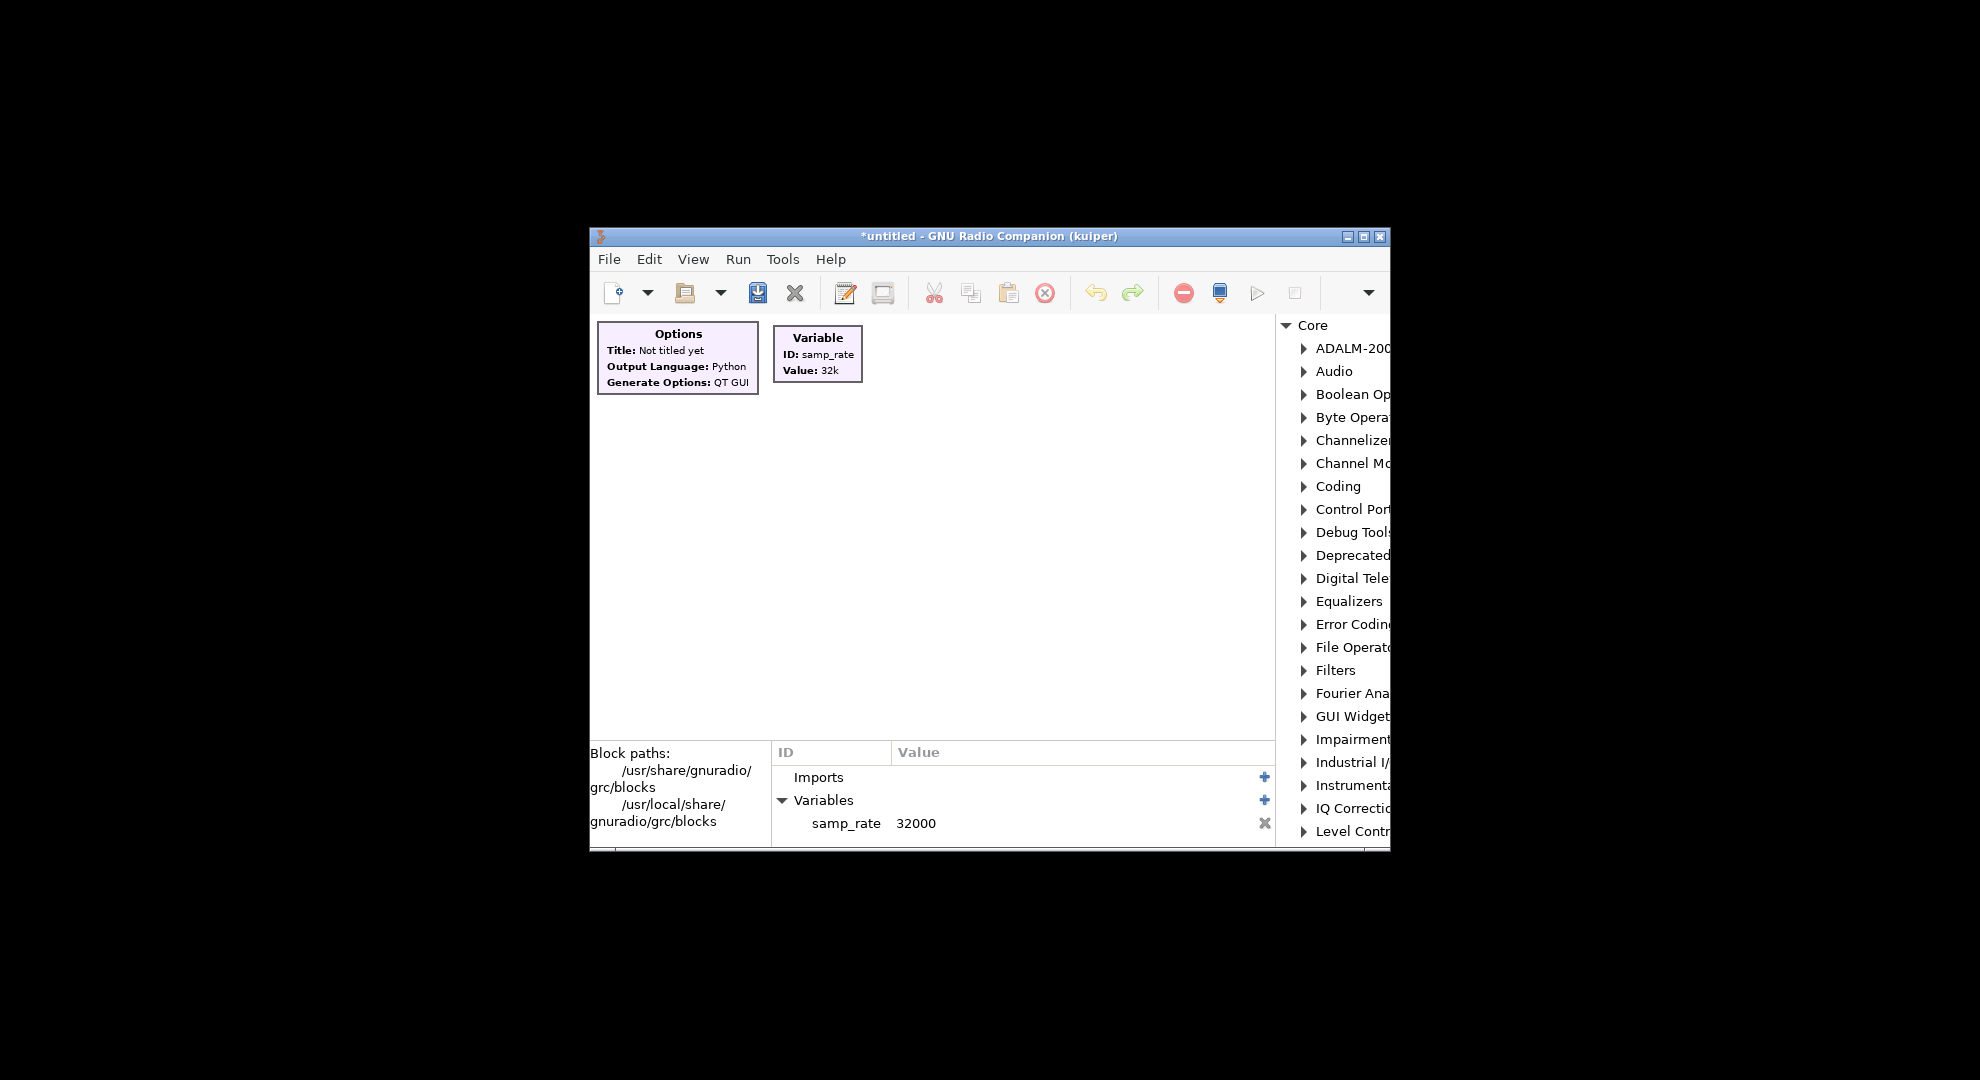 *untitled - GNU Radio Companion (kuiper)
File Edit View Run Tools Help
Options
Title: Not titled yet
Output Language: Python
Generate Options: QT GUI
Variable
ID: samp_rate
Value: 32k
Core
ADALM-200
Audio
Boolean Op
Byte Opera
Channelize
Channel Mo
Coding
Control Port
Debug Tools
Deprecated
Digital Tele
Equalizers
Error Coding
File Operato
Filters
Fourier Ana
GUI Widget
Impairment
Industrial I/
Instrumenta
IQ Correctio
Level Contr
Block paths:
/usr/share/gnuradio/
grc/blocks
/usr/local/share/
gnuradio/grc/blocks
ID Value
Imports
Variables
samp_rate 32000